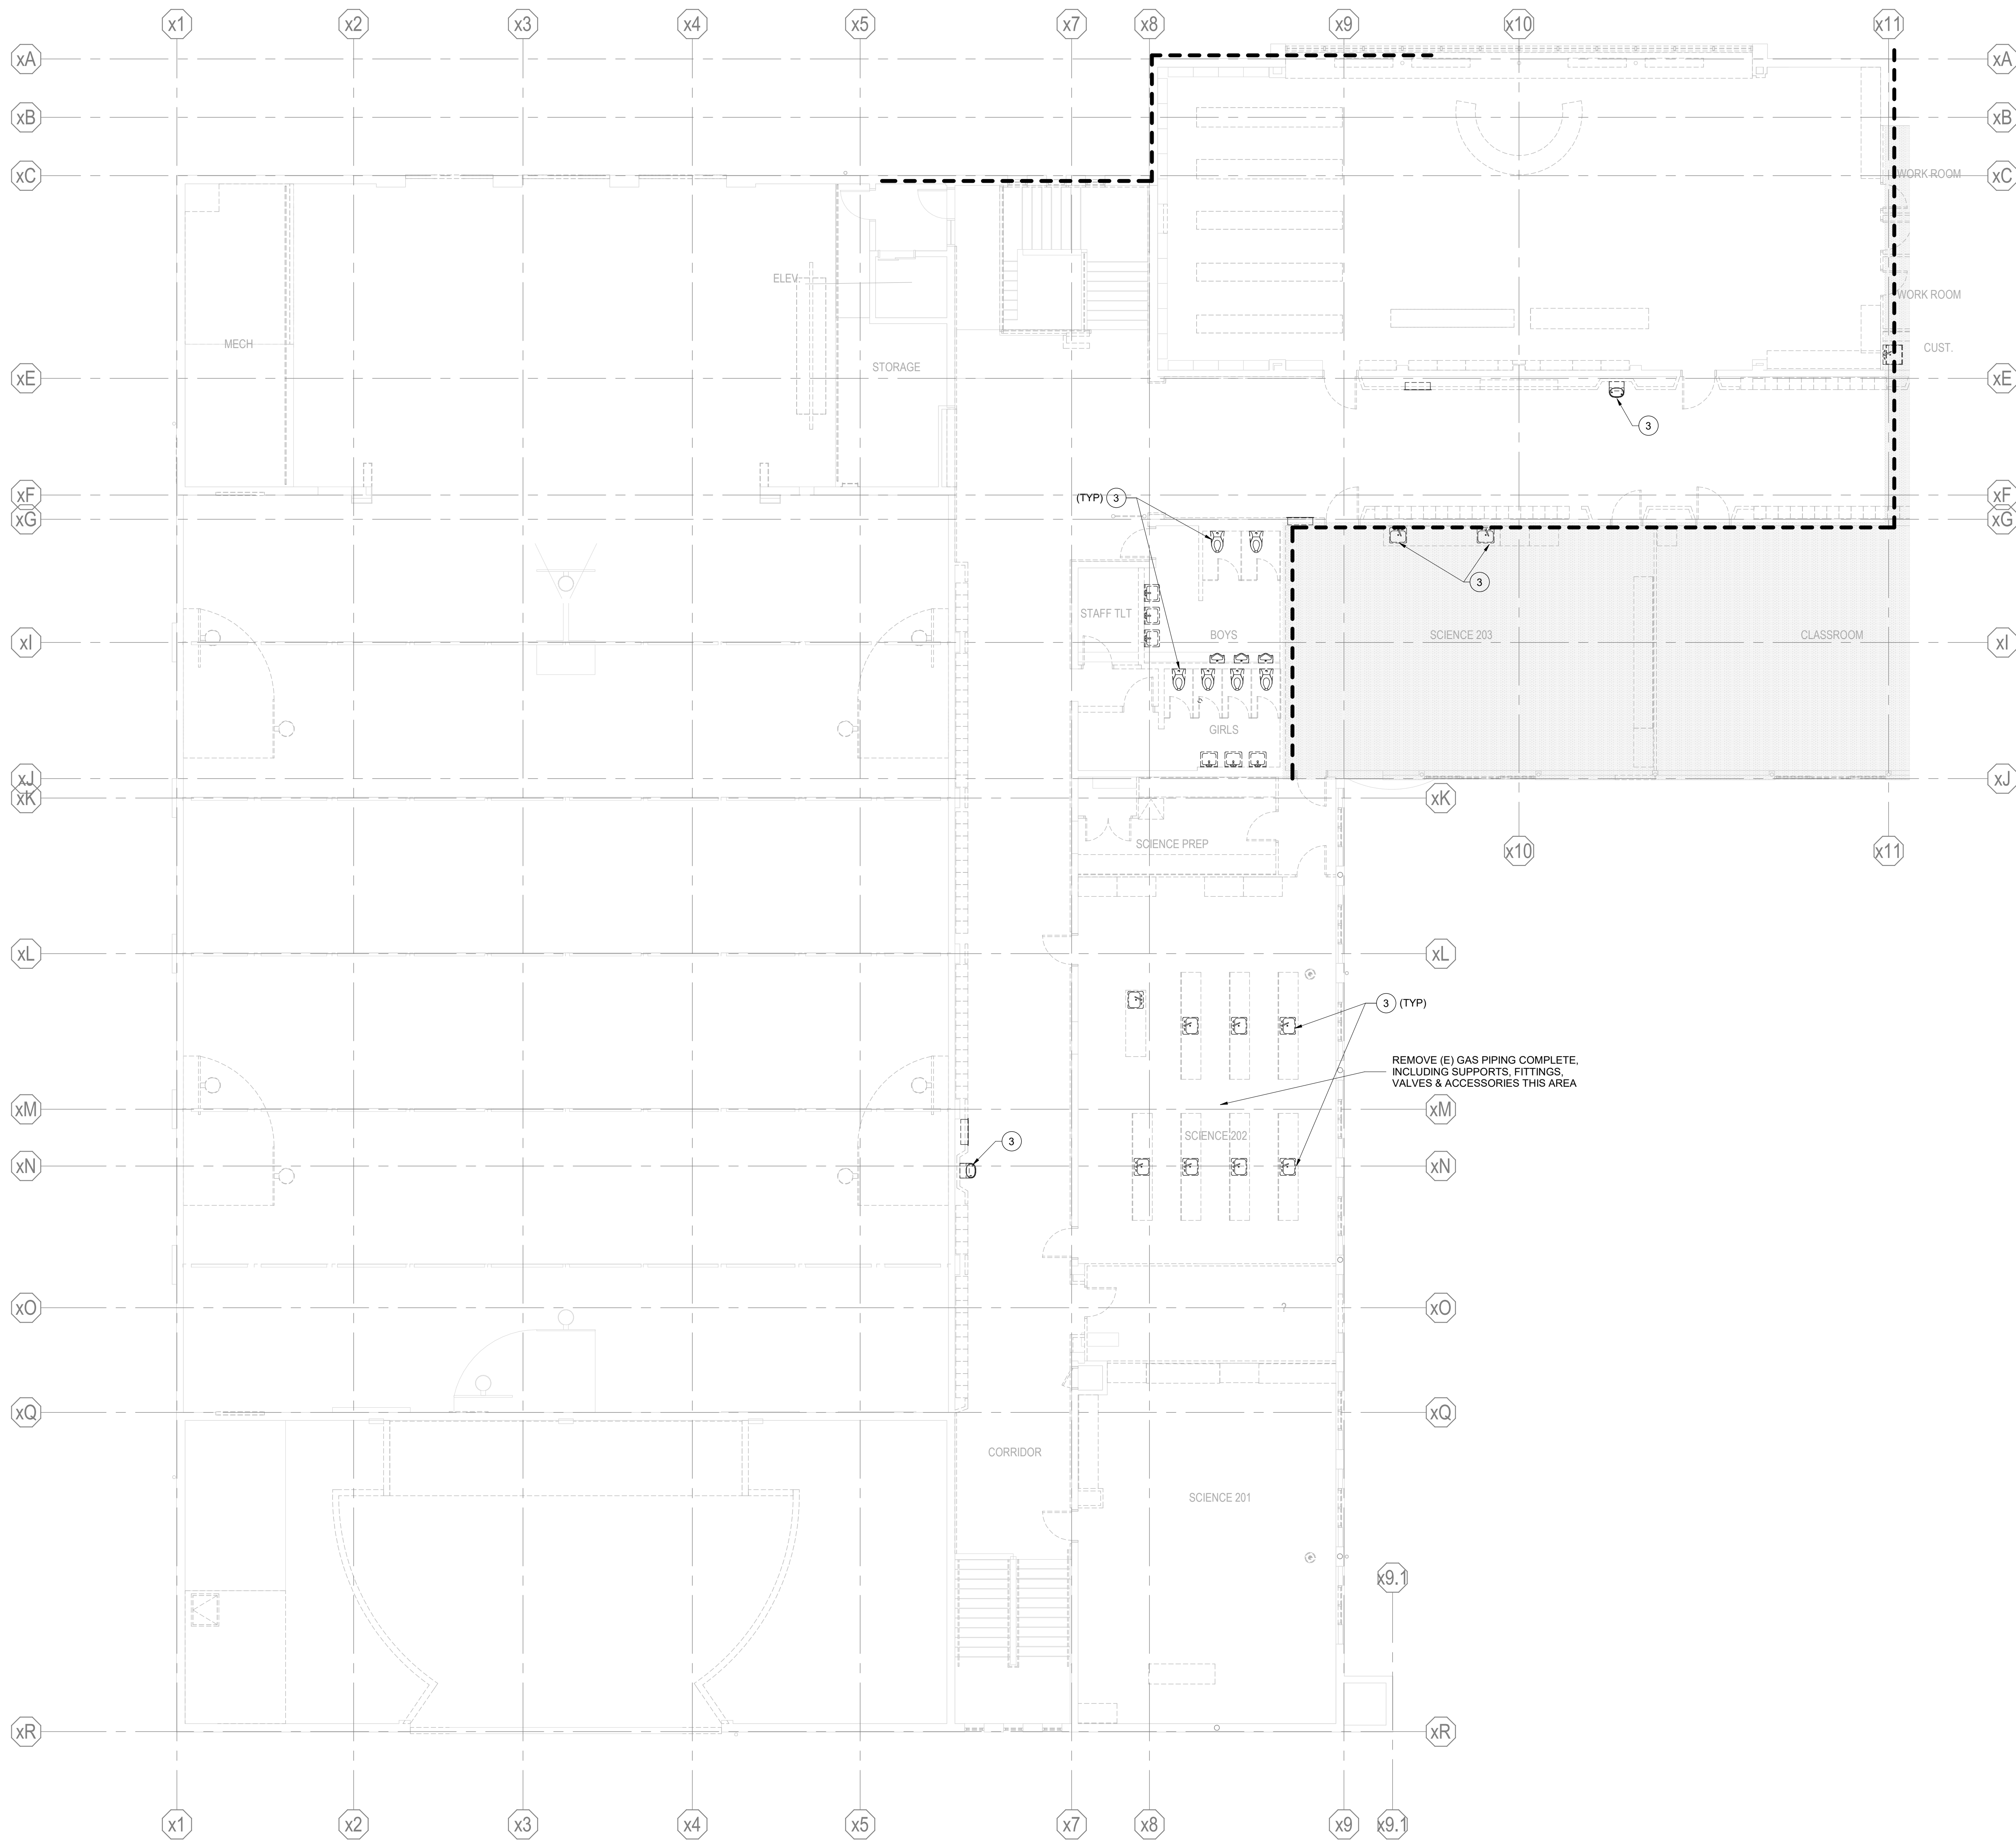 x1
x2
x3
x4
x5
x7
x8
x9
x10
x11
xA
xA
xB
xB
xC
xC
WORK ROOM
ELEV.
WORK ROOM
MECH
CUST.
STORAGE
xE
xE
3
xF
xF
(TYP) 3
xG
xG
3
STAFF TLT
BOYS
SCIENCE 203
CLASSROOM
xI
xI
GIRLS
xJ
xJ
xK
xK
SCIENCE PREP
x10
x11
xL
xL
3 (TYP)
REMOVE (E) GAS PIPING COMPLETE,
INCLUDING SUPPORTS, FITTINGS,
VALVES & ACCESSORIES THIS AREA
xM
xM
SCIENCE 202
3
xN
xN
?
xO
xO
xQ
xQ
CORRIDOR
SCIENCE 201
x9.1
xR
xR
x1
x2
x3
x4
x5
x7
x8
x9
x9.1